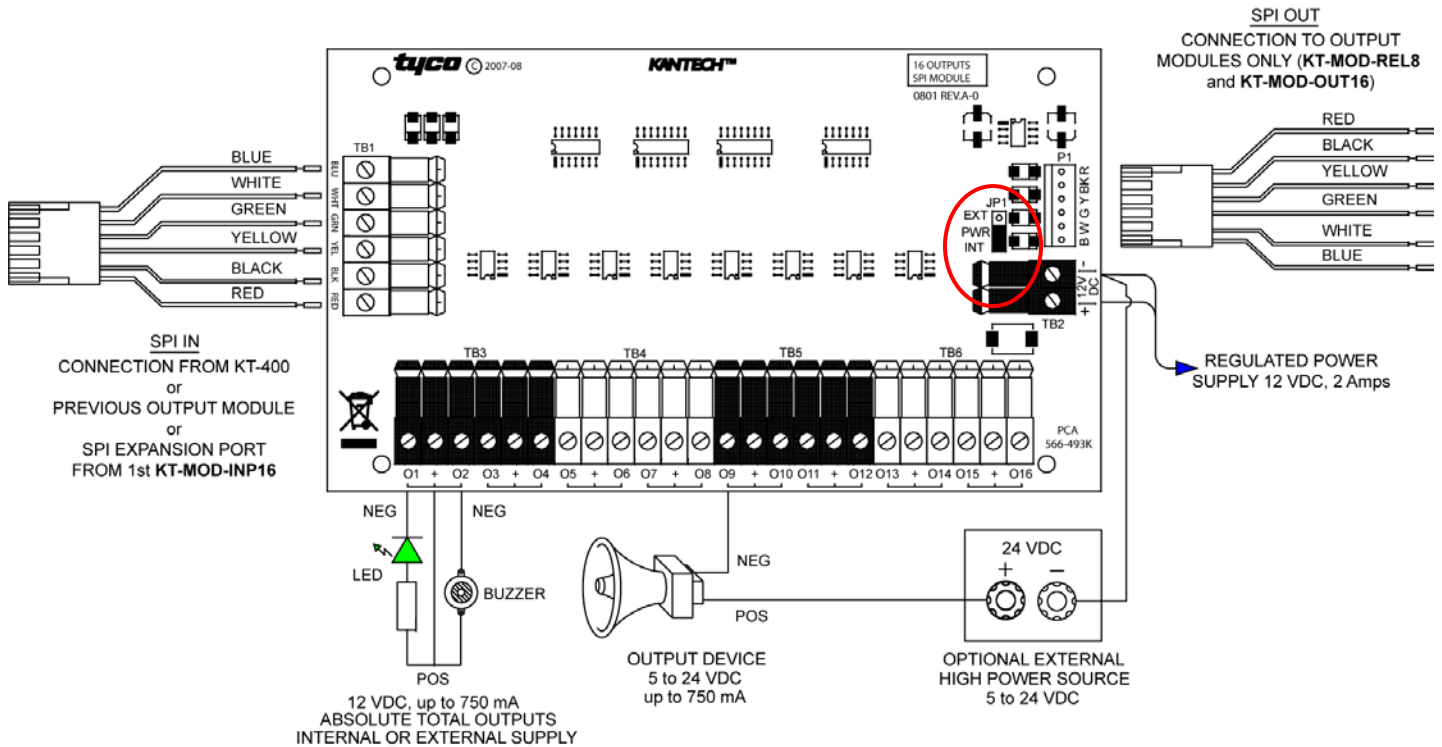 SPI OUT
CONNECTION TO OUTPUT
MODULES ONLY (KT-MOD-REL8
and KT-MOD-OUT16)
tyco © 2007-08
KANTECH™
16 OUTPUTS
SPI MODULE
0801 REV.A-0
TB1
BLUE
WHITE
GREEN
YELLOW
BLACK
RED
BLU
WHT
GRN
YEL
BLK
RED
P1
B W G Y BK R
JP1
EXT
PWR
INT
RED
BLACK
YELLOW
GREEN
WHITE
BLUE
+ 12V -
DC
TB2
SPI IN
CONNECTION FROM KT-400
or
PREVIOUS OUTPUT MODULE
or
SPI EXPANSION PORT
FROM 1st KT-MOD-INP16
REGULATED POWER
SUPPLY 12 VDC, 2 Amps
TB3
TB4
TB5
TB6
PCA
566-493K
O1 + O2 O3 + O4 O5 + O6 O7 + O8 O9 + O10 O11 + O12 O13 + O14 O15 + O16
NEG
NEG
LED
BUZZER
POS
12 VDC, up to 750 mA
ABSOLUTE TOTAL OUTPUTS
INTERNAL OR EXTERNAL SUPPLY
NEG
POS
OUTPUT DEVICE
5 to 24 VDC
up to 750 mA
24 VDC
+ −
OPTIONAL EXTERNAL
HIGH POWER SOURCE
5 to 24 VDC